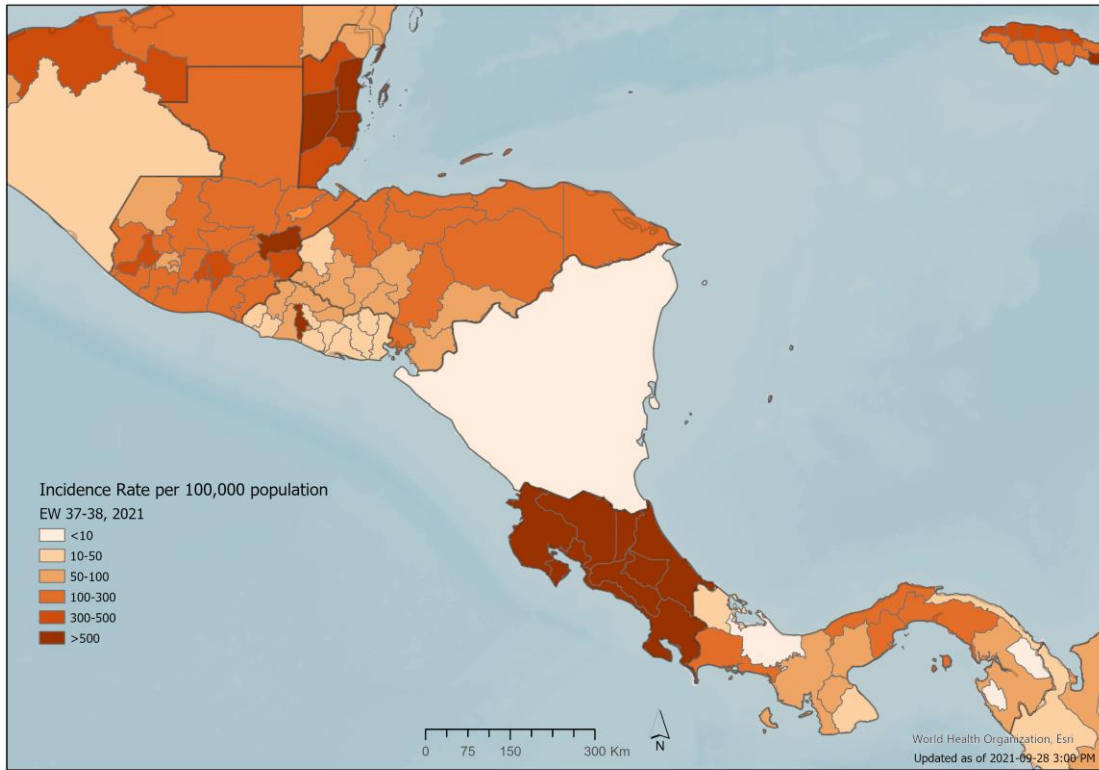 Incidence Rate per 100,000 population
EW 37-38, 2021
<10
10-50
50-100
100-300
300-500
>500
0 75 150 300 Km
N
World Health Organization, Esri
Updated as of 2021-09-28 3:00 PM